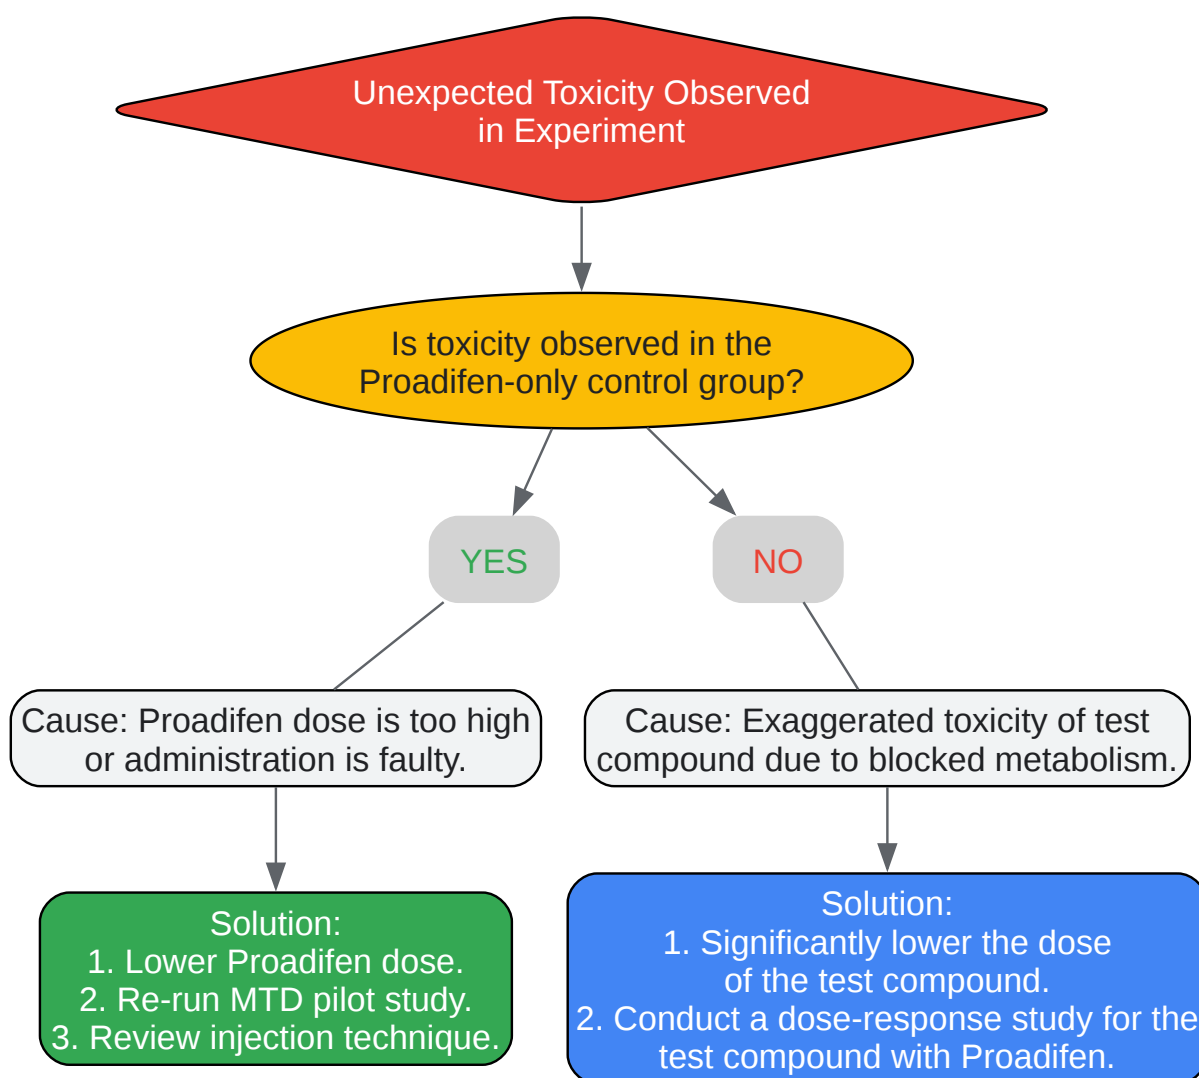 Unexpected Toxicity Observed
in Experiment
Is toxicity observed in the
Proadifen-only control group?
YES
NO
Cause: Proadifen dose is too high
or administration is faulty.
Cause: Exaggerated toxicity of test
compound due to blocked metabolism.
Solution:
1. Lower Proadifen dose.
2. Re-run MTD pilot study.
3. Review injection technique.
Solution:
1. Significantly lower the dose
of the test compound.
2. Conduct a dose-response study for the
test compound with Proadifen.